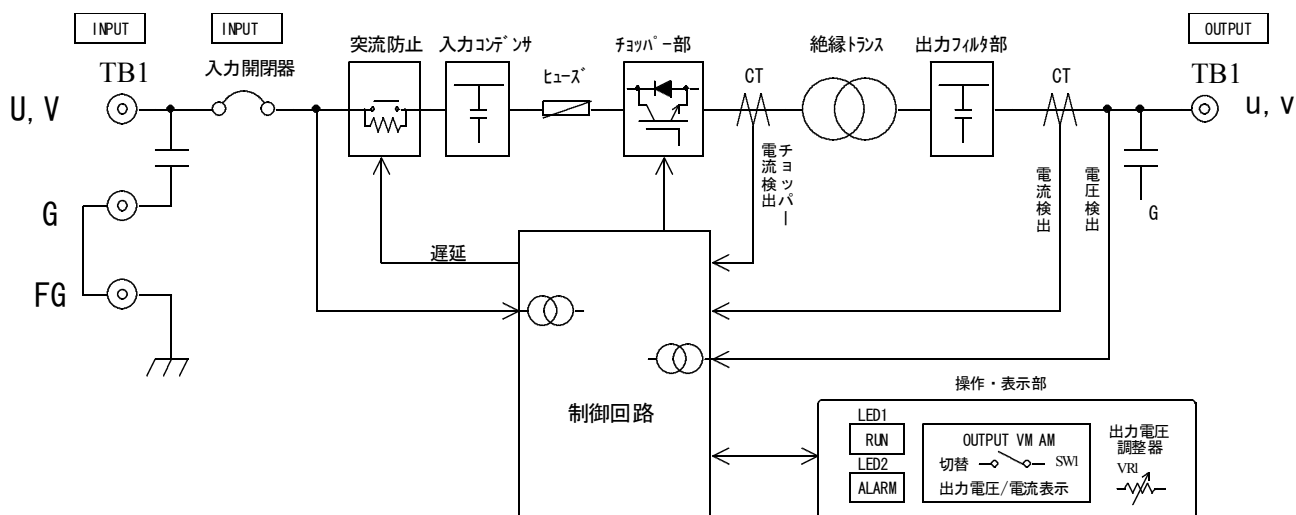 INPUT
INPUT
OUTPUT
突流防止
入力コンデンサ
チョッパー部
絶縁トランス
出力フィルタ部
TB1
入力開閉器
ヒューズ
CT
CT
TB1
U, V
u, v
チョッパー
電流検出
電流検出
電圧検出
G
G
遅延
FG
制御回路
操作・表示部
LED1
RUN
LED2
ALARM
OUTPUT VM AM
切替
SW1
出力電圧/電流表示
出力電圧
調整器
VR1